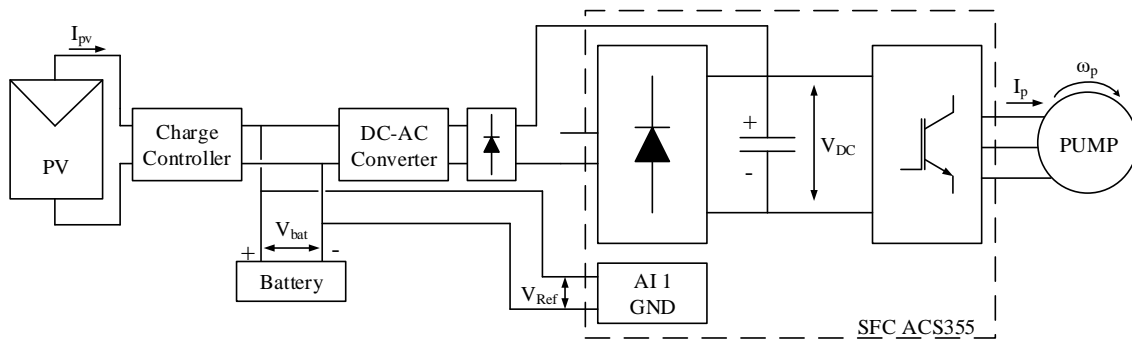 I_pv
PV
Charge
Controller
DC-AC
Converter
+
V_bat
-
Battery
V_Ref
AI 1
GND
+
-
V_DC
I_p
ω_p
PUMP
SFC ACS355